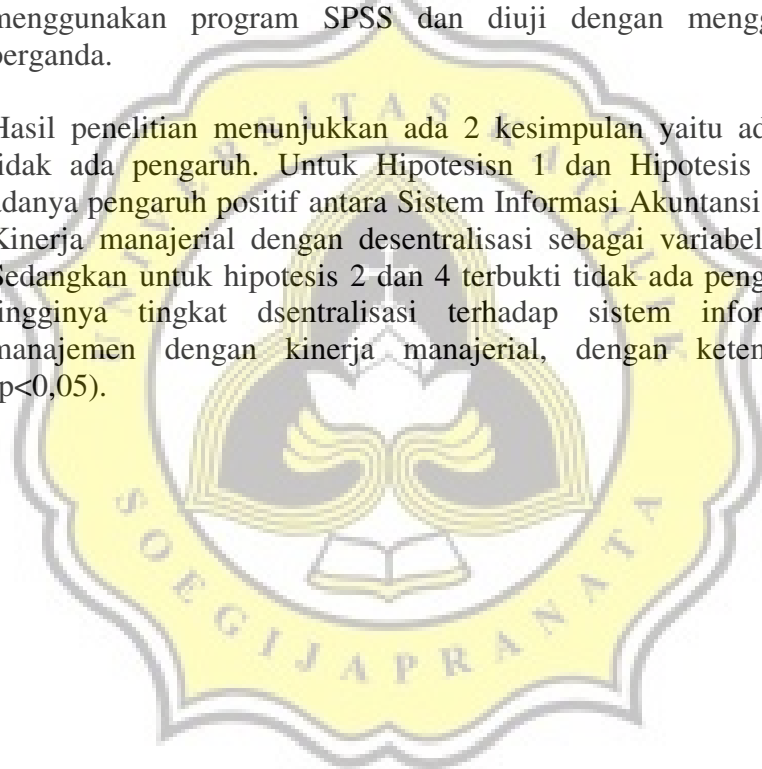 menggunakan program SPSS dan diuji dengan mengg
berganda.
Hasil penelitian menunjukkan ada 2 kesimpulan yaitu ad
tidak ada pengaruh. Untuk Hipotesisn 1 dan Hipotesis
adanya pengaruh positif antara Sistem Informasi Akuntansi
Kinerja manajerial dengan desentralisasi sebagai variabel
Sedangkan untuk hipotesis 2 dan 4 terbukti tidak ada peng
tingginya tingkat dsentralisasi terhadap sistem infor
manajemen dengan kinerja manajerial, dengan keten
(p<0,05).
UNIVERSITAS KATOLIK
SOEGIJAPRANATA